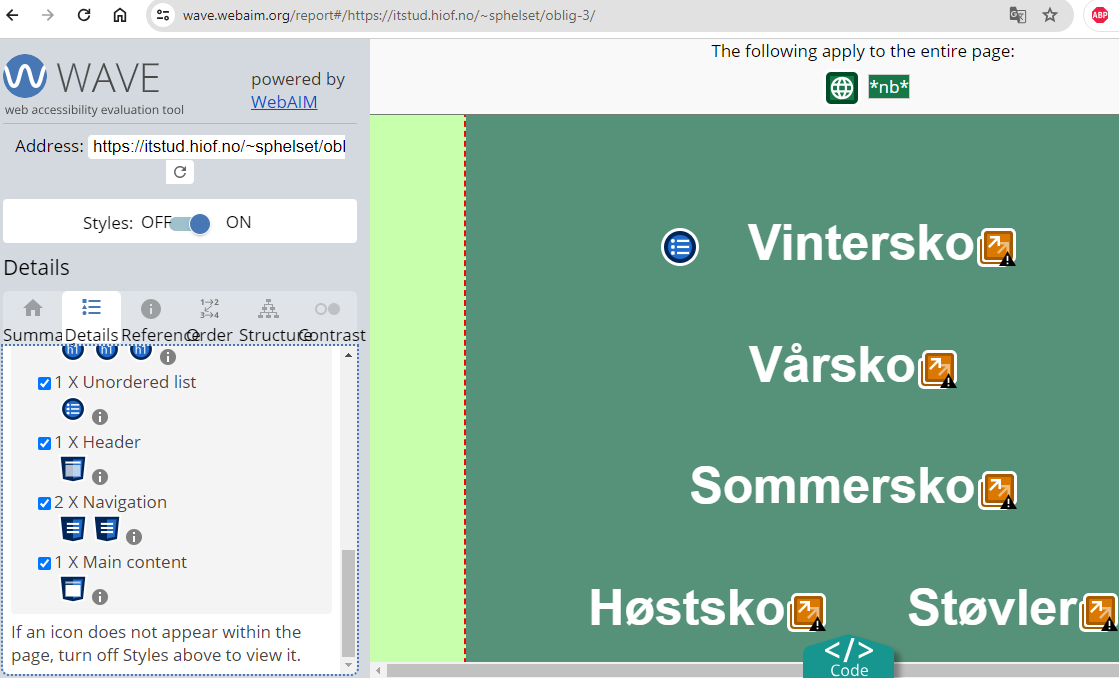 wave.webaim.org/report#/https://itstud.hiof.no/~sphelset/oblig-3/
ABP
WAVE
web accessibility evaluation tool
powered by
WebAIM
Address: https://itstud.hiof.no/~sphelset/obl
Styles: OFF ON
Details
Summa Details Reference Order Structure Contrast
h1 h1 h1
1 X Unordered list
1 X Header
2 X Navigation
1 X Main content
If an icon does not appear within the
page, turn off Styles above to view it.
The following apply to the entire page:
*nb*
Vintersko
Vårsko
Sommersko
Høstsko Støvler
</> Code